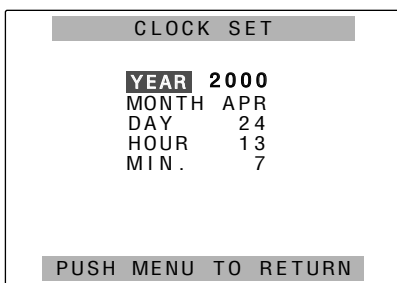 CLOCK SET
YEAR 2000
MONTH APR
DAY 24
HOUR 13
MIN. 7
PUSH MENU TO RETURN